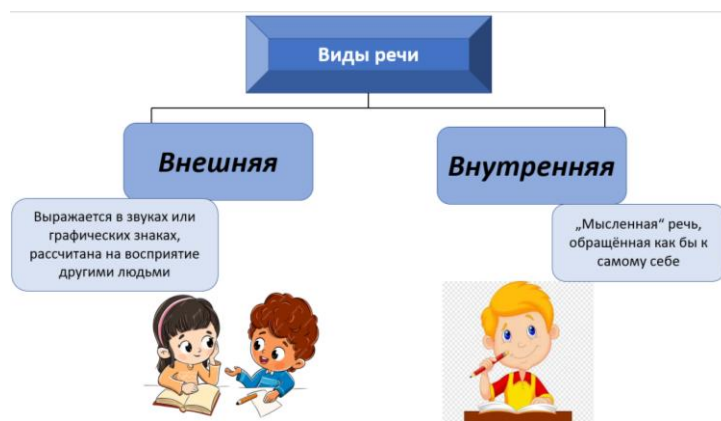 Виды речи
Внешняя
Внутренняя
Выражается в звуках или
графических знаках,
рассчитана на восприятие
другими людьми
„Мысленная“ речь,
обращённая как бы к
самому себе